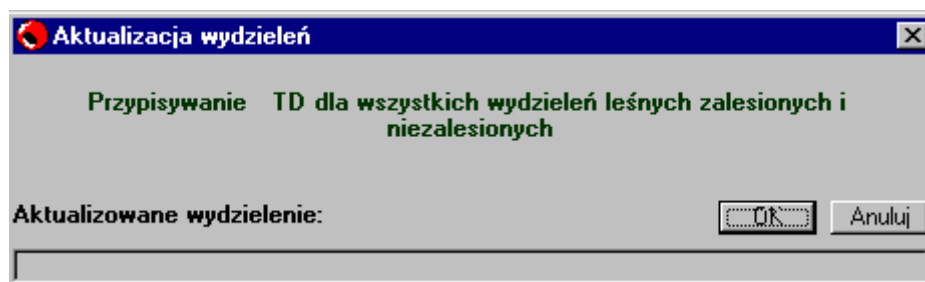 Aktualizacja wydzieleń
Przypisywanie TD dla wszystkich wydzieleń leśnych zalesionych i
niezalesionych
Aktualizowane wydzielenie:
OK Anuluj